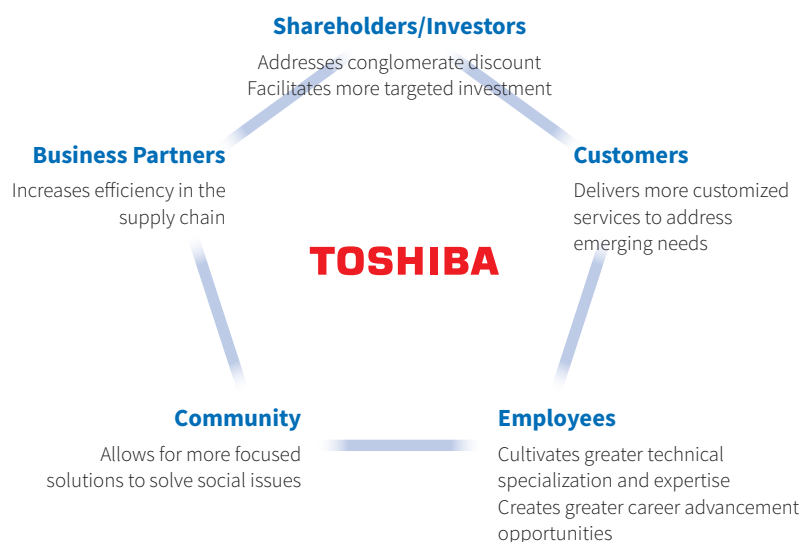 Shareholders/Investors
Addresses conglomerate discount
Facilitates more targeted investment
Business Partners
Increases efficiency in the
supply chain
Customers
Delivers more customized
services to address
emerging needs
TOSHIBA
Community
Allows for more focused
solutions to solve social issues
Employees
Cultivates greater technical
specialization and expertise
Creates greater career advancement
opportunities